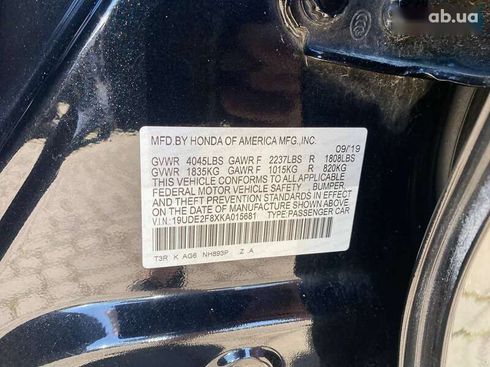 ab.ua
MFD.BY HONDA OF AMERICA MFG.,INC.
09/19
GVWR 4045LBS GAWR F 2237LBS R 1808LBS
GVWR 1835KG GAWR F 1015KG R 820KG
THIS VEHICLE CONFORMS TO ALL APPLICABLE
FEDERAL MOTOR VEHICLE SAFETY , BUMPER
AND THEFT PREVENTION STANDARDS IN EFFECT
ON THE DATE OF MANUFACTURE SHOWN ABOVE.
V.I.N: 19UDE2F8XKA015681 TYPE:PASSENGER CAR
T3R K AG6 NH893P Z A